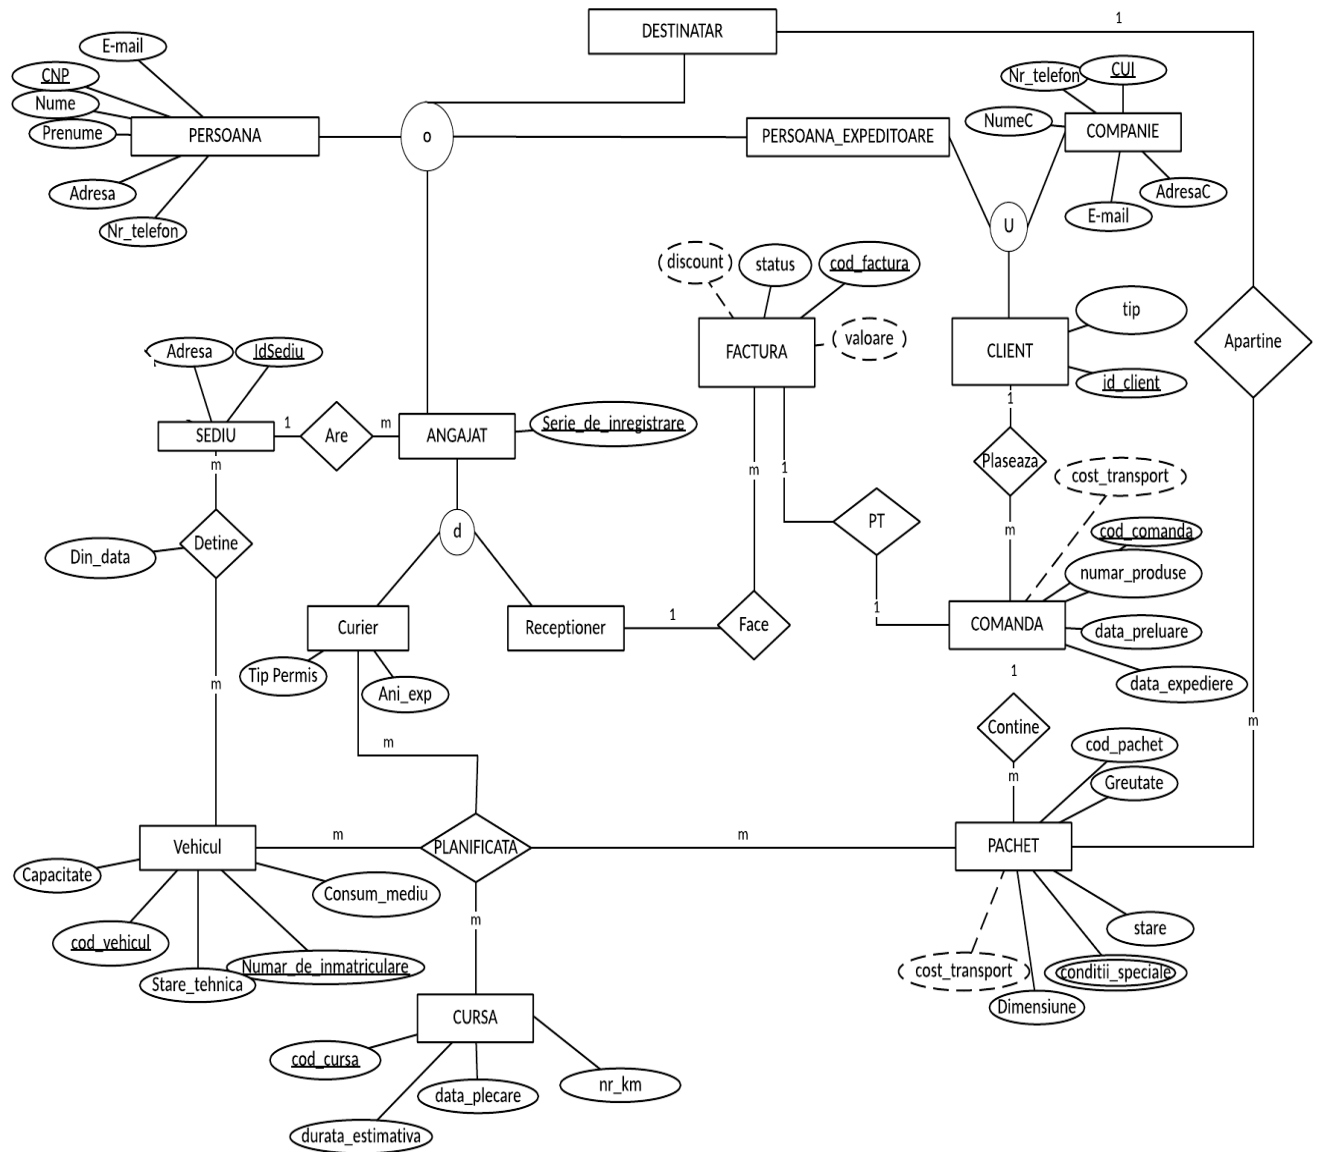 DESTINATAR
1
E-mail
CNP
Nume
Prenume
PERSOANA
Adresa
Nr_telefon
o
PERSOANA_EXPEDITOARE
Nr_telefon
CUI
NumeC
COMPANIE
AdresaC
E-mail
U
discount
status
cod_factura
FACTURA
valoare
tip
CLIENT
id_client
Apartine
Adresa
IdSediu
SEDIU
1
Are
m
ANGAJAT
Serie_de_inregistrare
m
1
m
1
Plaseaza
cost_transport
Detine
Din_data
d
PT
m
cod_comanda
numar_produse
Curier
Receptioner
1
Face
1
COMANDA
data_preluare
data_expediere
Tip Permis
Ani_exp
m
1
m
m
Contine
m
cod_pachet
Greutate
Vehicul
m
PLANIFICATA
m
PACHET
Capacitate
Consum_mediu
m
cod_vehicul
Numar_de_inmatriculare
Stare_tehnica
stare
cost_transport
conditii_speciale
Dimensiune
CURSA
cod_cursa
data_plecare
nr_km
durata_estimativa